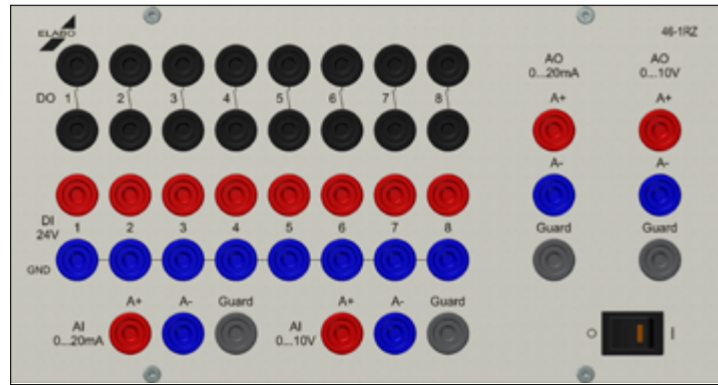 ELABO
46-1RZ
AO
0...20mA
AO
0...10V
DO 1 2 3 4 5 6 7 8
A+
A+
A-
A-
DI
24V
1 2 3 4 5 6 7 8
Guard
Guard
GND
A+ A- Guard
A+ A- Guard
AI
0...20mA
AI
0...10V
O I